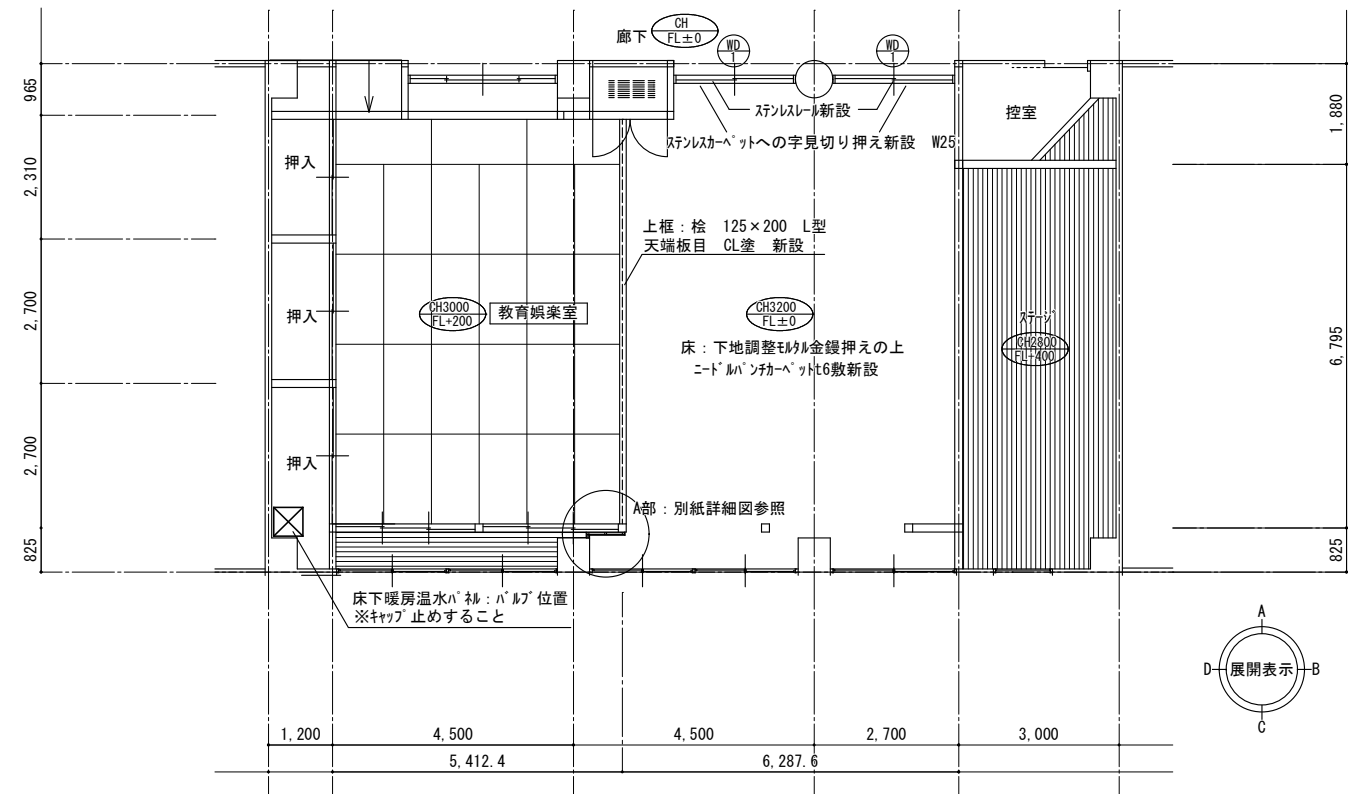 廊下
CH
FL±0
WD
1
WD
1
965
2,310
2,700
2,700
825
ステンレスレール新設
ステンレスカーペットへの字見切り押え新設 W25
控室
1,880
6,795
825
押入
押入
押入
上框：桧 125×200 L型
天端板目 CL塗 新設
CH3000
FL+200
教育娯楽室
CH3200
FL±0
床：下地調整モルタル金鏝押えの上
ニードルパンチカーペットt6敷新設
ステージ
CH2800
FL+400
A部：別紙詳細図参照
床下暖房温水パネル：バルブ位置
※キャップ止めすること
A
D
展開表示
B
C
1,200
4,500
4,500
2,700
3,000
5,412.4
6,287.6